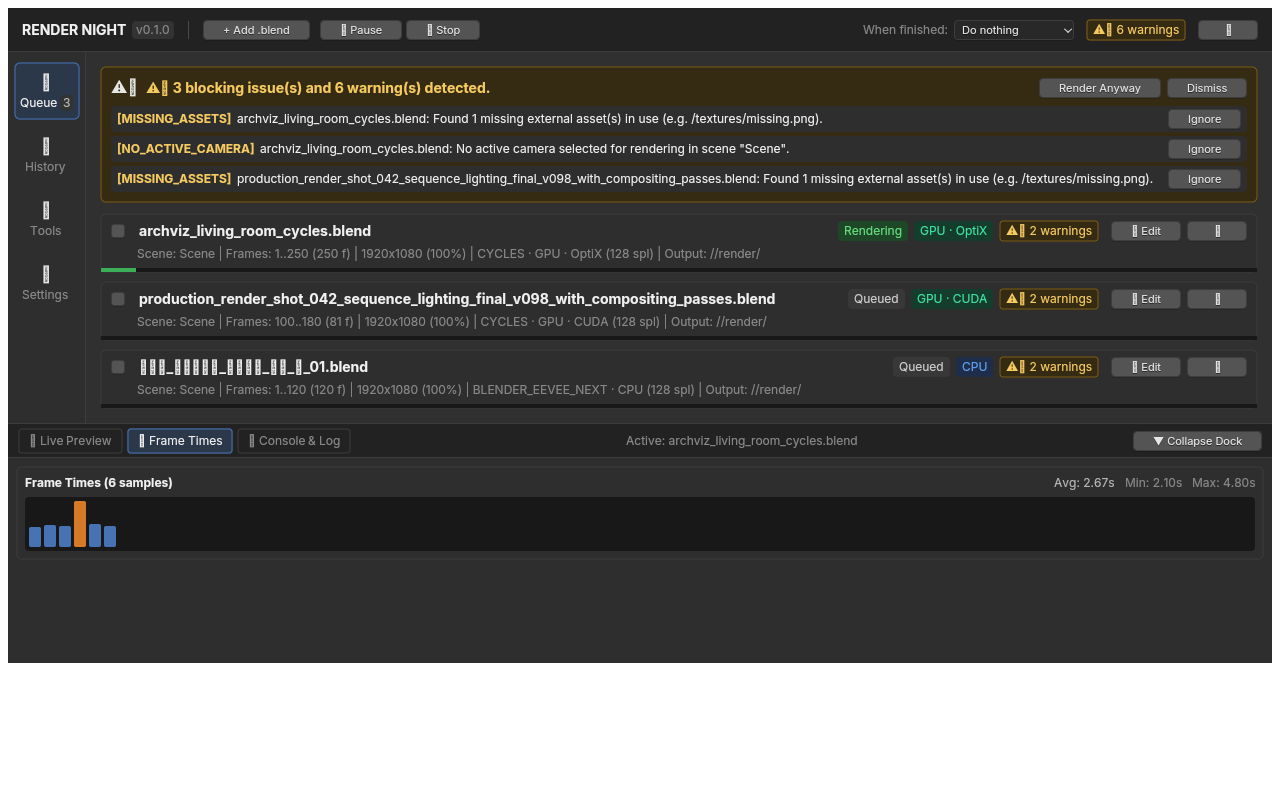 RENDER NIGHT v0.1.0
+ Add .blend
Pause
Stop
When finished: Do nothing
⚠ 6 warnings
Queue 3
History
Tools
Settings
⚠ ⚠ 3 blocking issue(s) and 6 warning(s) detected.
Render Anyway
Dismiss
[MISSING_ASSETS] archviz_living_room_cycles.blend: Found 1 missing external asset(s) in use (e.g. /textures/missing.png).
Ignore
[NO_ACTIVE_CAMERA] archviz_living_room_cycles.blend: No active camera selected for rendering in scene "Scene".
Ignore
[MISSING_ASSETS] production_render_shot_042_sequence_lighting_final_v098_with_compositing_passes.blend: Found 1 missing external asset(s) in use (e.g. /textures/missing.png).
Ignore
archviz_living_room_cycles.blend
Rendering
GPU · OptiX
⚠ 2 warnings
Edit
Scene: Scene | Frames: 1..250 (250 f) | 1920x1080 (100%) | CYCLES · GPU · OptiX (128 spl) | Output: //render/
production_render_shot_042_sequence_lighting_final_v098_with_compositing_passes.blend
Queued
GPU · CUDA
⚠ 2 warnings
Edit
Scene: Scene | Frames: 100..180 (81 f) | 1920x1080 (100%) | CYCLES · GPU · CUDA (128 spl) | Output: //render/
_01.blend
Queued
CPU
⚠ 2 warnings
Edit
Scene: Scene | Frames: 1..120 (120 f) | 1920x1080 (100%) | BLENDER_EEVEE_NEXT · CPU (128 spl) | Output: //render/
Live Preview
Frame Times
Console & Log
Active: archviz_living_room_cycles.blend
▼ Collapse Dock
Frame Times (6 samples)
Avg: 2.67s Min: 2.10s Max: 4.80s